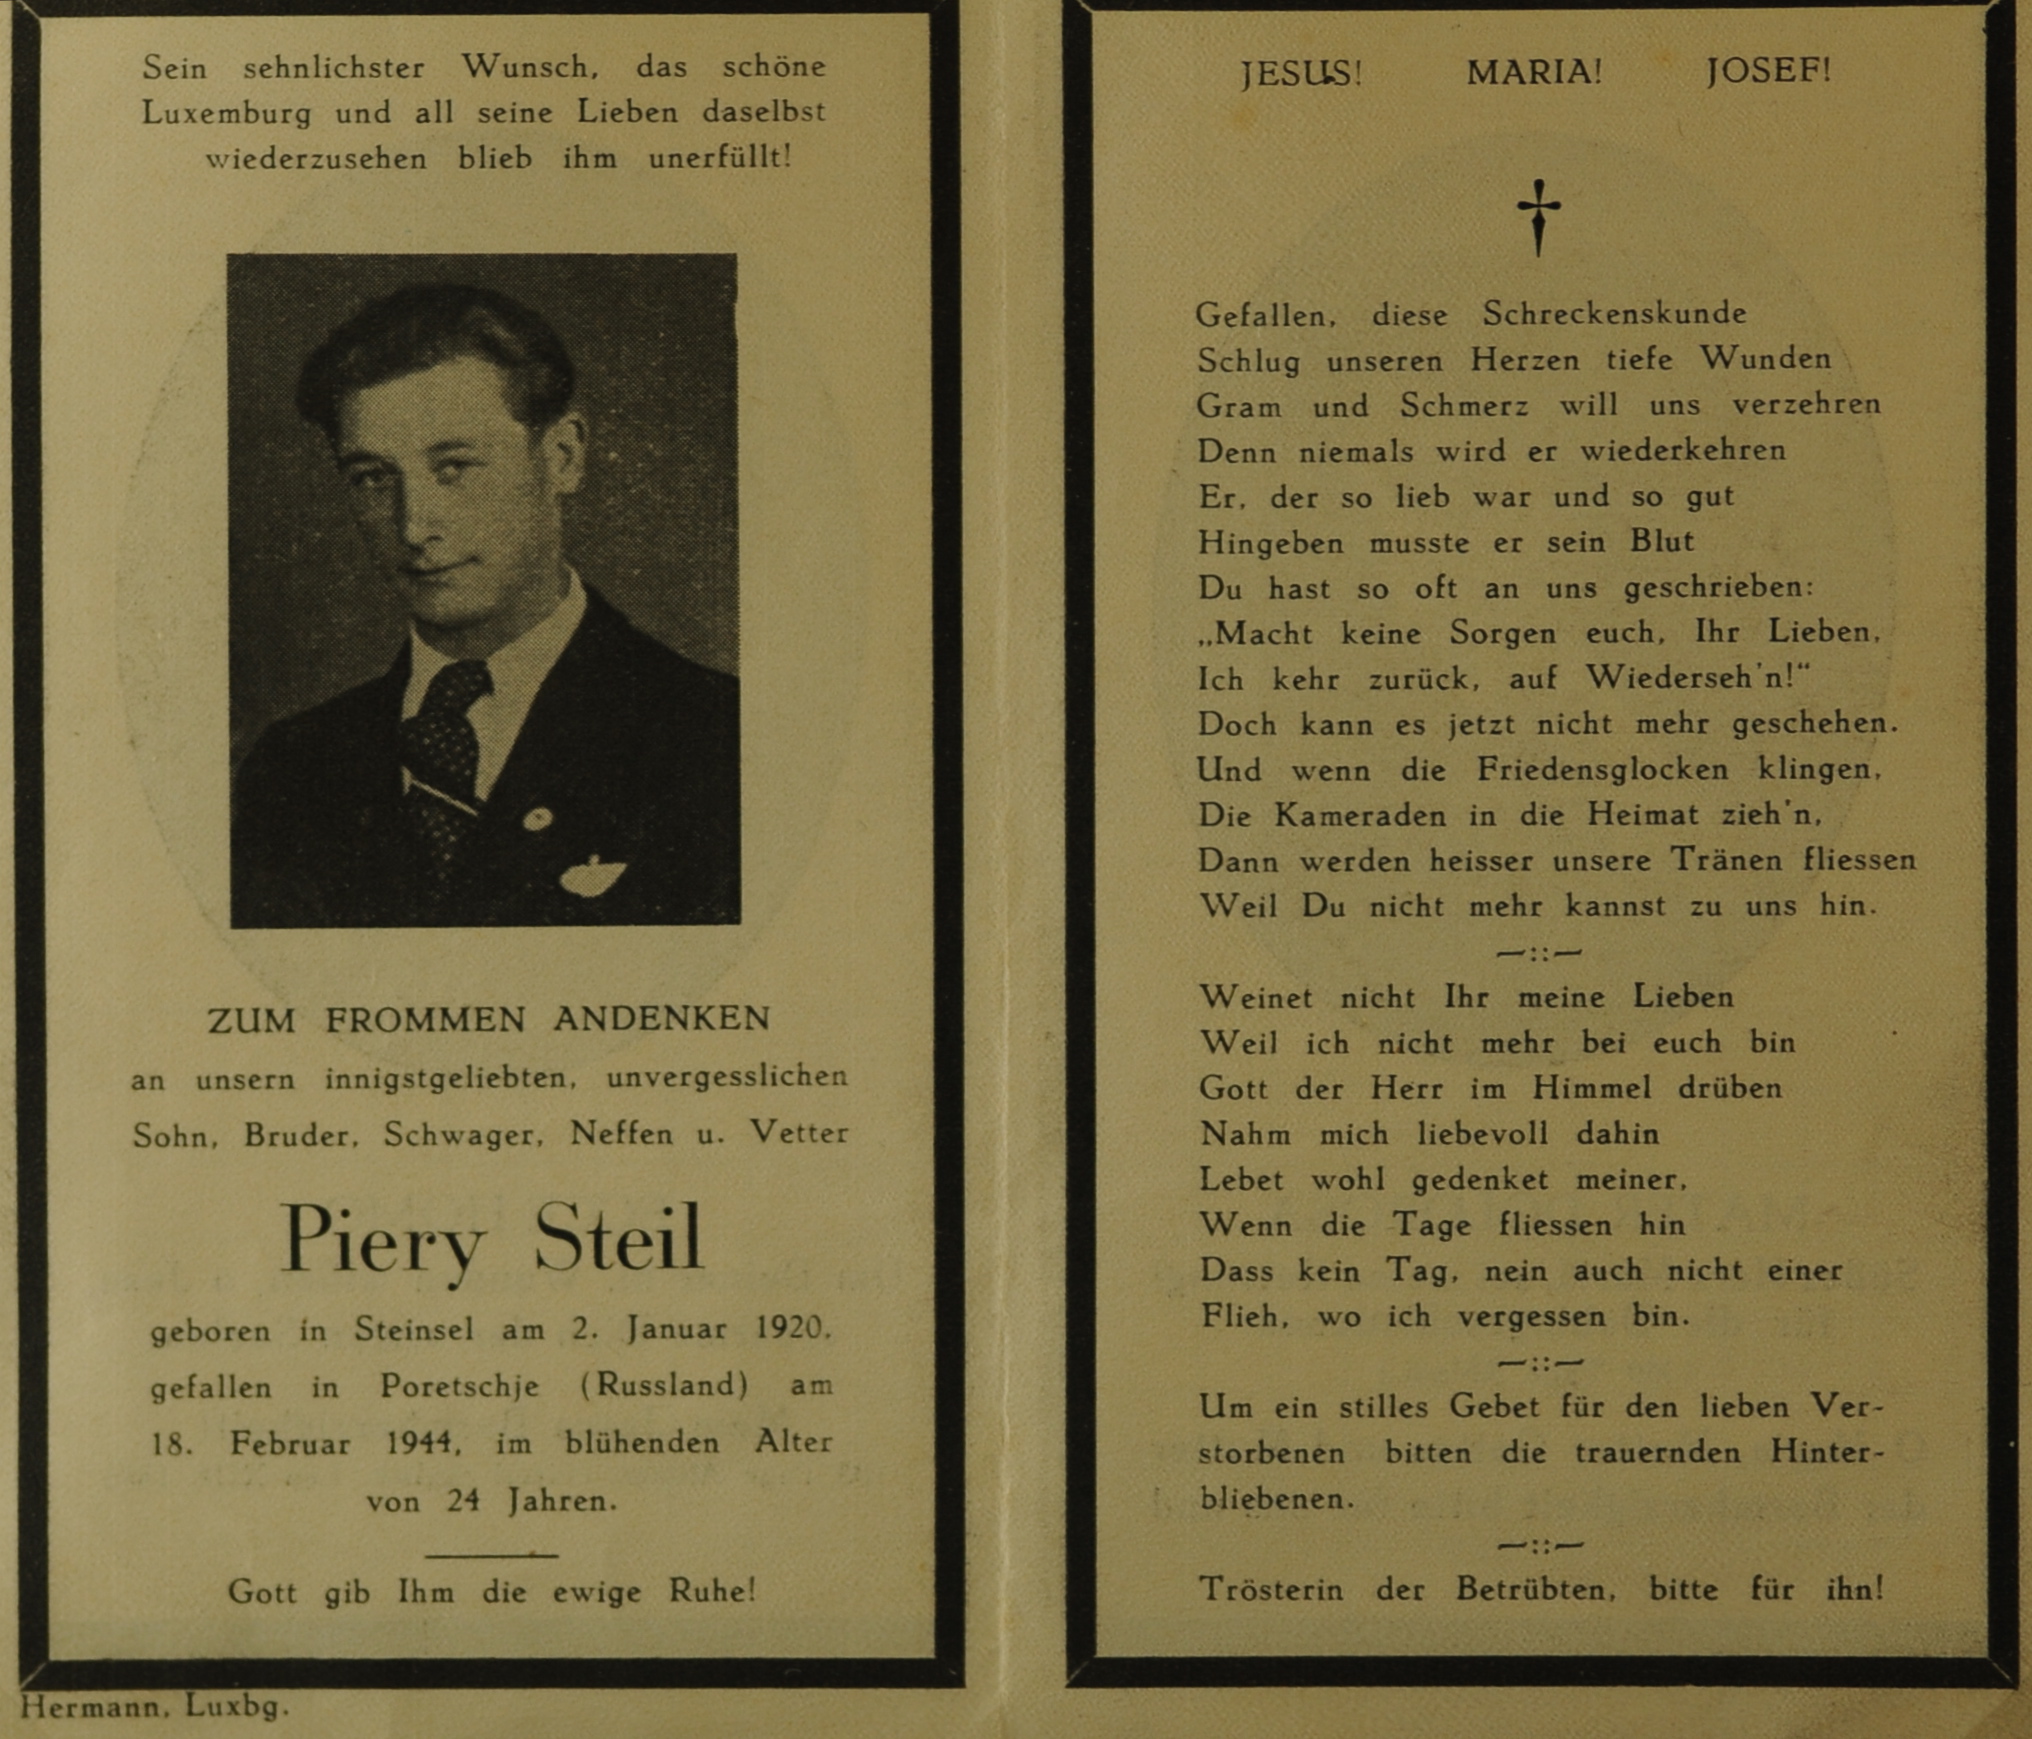 Sein sehnlichster Wunsch, das schöne
Luxemburg und all seine Lieben daselbst
wiederzusehen blieb ihm unerfüllt!
ZUM FROMMEN ANDENKEN
an unsern innigstgeliebten, unvergesslichen
Sohn, Bruder, Schwager, Neffen u. Vetter
Piery Steil
geboren in Steinsel am 2. Januar 1920,
gefallen in Poretschje (Russland) am
18. Februar 1944, im blühenden Alter
von 24 Jahren.
Gott gib Ihm die ewige Ruhe!
Hermann, Luxbg.
JESUS! MARIA! JOSEF!
Gefallen, diese Schreckenskunde
Schlug unseren Herzen tiefe Wunden
Gram und Schmerz will uns verzehren
Denn niemals wird er wiederkehren
Er, der so lieb war und so gut
Hingeben musste er sein Blut
Du hast so oft an uns geschrieben:
„Macht keine Sorgen euch, Ihr Lieben,
Ich kehr zurück, auf Wiederseh'n!“
Doch kann es jetzt nicht mehr geschehen.
Und wenn die Friedensglocken klingen,
Die Kameraden in die Heimat zieh'n,
Dann werden heisser unsere Tränen fliessen
Weil Du nicht mehr kannst zu uns hin.
Weinet nicht Ihr meine Lieben
Weil ich nicht mehr bei euch bin
Gott der Herr im Himmel drüben
Nahm mich liebevoll dahin
Lebet wohl gedenket meiner,
Wenn die Tage fliessen hin
Dass kein Tag, nein auch nicht einer
Flieh, wo ich vergessen bin.
Um ein stilles Gebet für den lieben Ver-
storbenen bitten die trauernden Hinter-
bliebenen.
Trösterin der Betrübten, bitte für ihn!